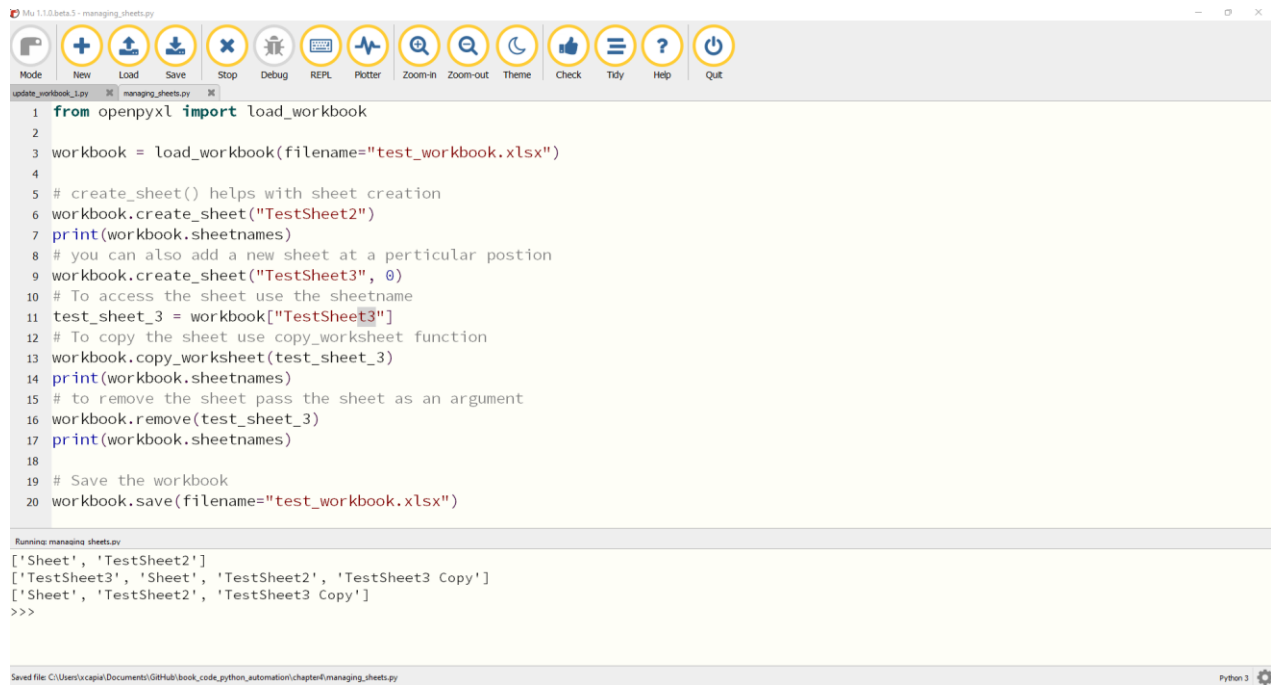 Mu 1.1.0.beta.5 - managing_sheets.py
Mode New Load Save Stop Debug REPL Plotter Zoom-in Zoom-out Theme Check Tidy Help Quit
update_workbook_1.py managing_sheets.py
1 from openpyxl import load_workbook
2
3 workbook = load_workbook(filename="test_workbook.xlsx")
4
5 # create_sheet() helps with sheet creation
6 workbook.create_sheet("TestSheet2")
7 print(workbook.sheetnames)
8 # you can also add a new sheet at a perticular postion
9 workbook.create_sheet("TestSheet3", 0)
10 # To access the sheet use the sheetname
11 test_sheet_3 = workbook["TestSheet3"]
12 # To copy the sheet use copy_worksheet function
13 workbook.copy_worksheet(test_sheet_3)
14 print(workbook.sheetnames)
15 # to remove the sheet pass the sheet as an argument
16 workbook.remove(test_sheet_3)
17 print(workbook.sheetnames)
18
19 # Save the workbook
20 workbook.save(filename="test_workbook.xlsx")
Running: managing_sheets.py
['Sheet', 'TestSheet2']
['TestSheet3', 'Sheet', 'TestSheet2', 'TestSheet3 Copy']
['Sheet', 'TestSheet2', 'TestSheet3 Copy']
>>>
Saved file: C:\Users\xcapia\Documents\GitHub\book_code_python_automation\chapter4\managing_sheets.py Python 3